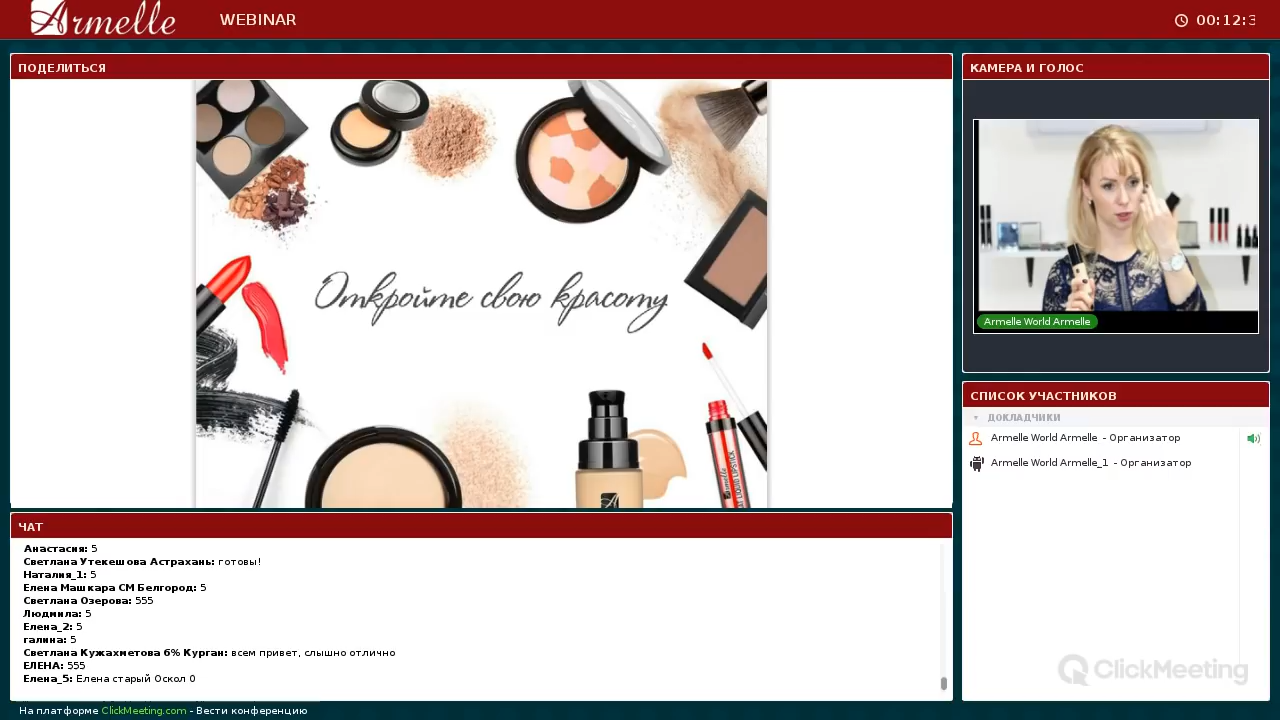 Armelle
WEBINAR
00:12:3
ПОДЕЛИТЬСЯ
Откройте свою красоту
Armelle
LIQUID LIPSTICK
КАМЕРА И ГОЛОС
Armelle World Armelle
СПИСОК УЧАСТНИКОВ
ДОКЛАДЧИКИ
Armelle World Armelle - Организатор
Armelle World Armelle_1 - Организатор
ClickMeeting
ЧАТ
Анастасия: 5
Светлана Утекешова Астрахань: готовы!
Наталия_1: 5
Елена Машкара СМ Белгород: 5
Светлана Озерова: 555
Людмила: 5
Елена_2: 5
галина: 5
Светлана Кужахметова 6% Курган: всем привет, слышно отлично
ЕЛЕНА: 555
Елена_5: Елена старый Оскол 0
На платформе ClickMeeting.com - Вести конференцию